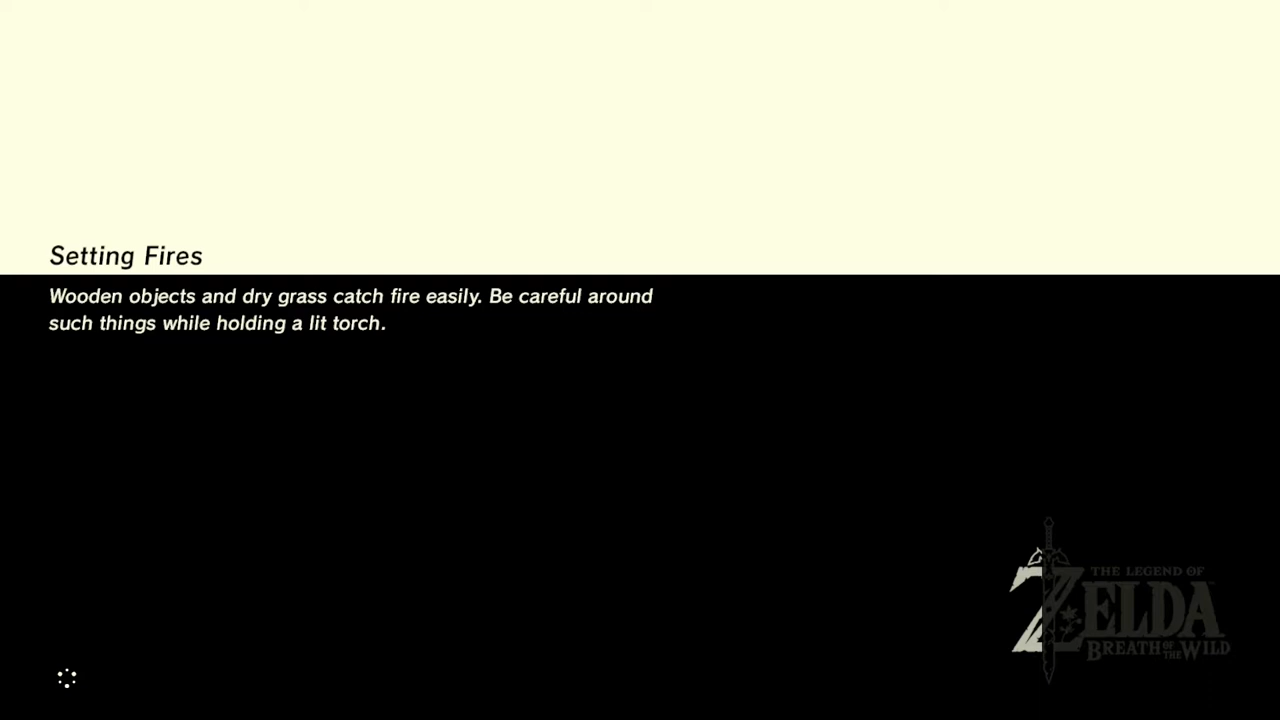 Setting Fires
Wooden objects and dry grass catch fire easily. Be careful around
such things while holding a lit torch.
THE LEGEND OF
ZELDA
BREATH OF THE WILD